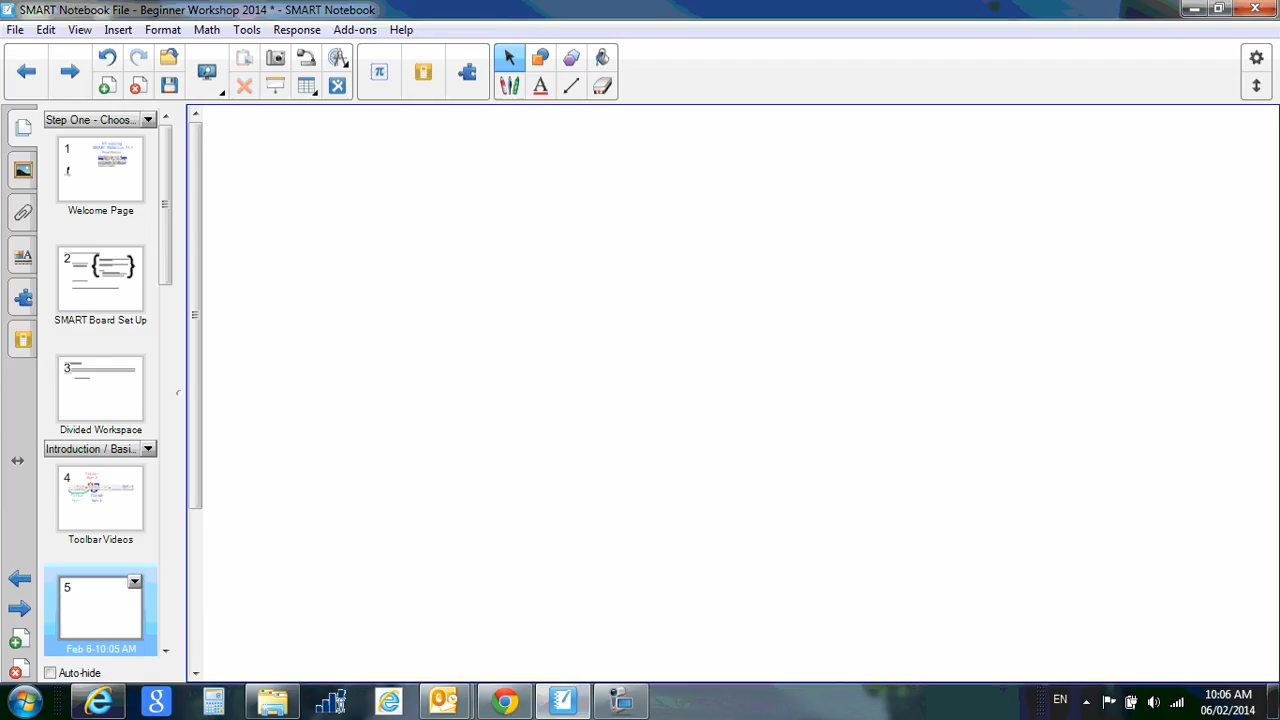 SMART Notebook File - Beginner Workshop 2014 * - SMART Notebook
File Edit View Insert Format Math Tools Response Add-ons Help
Step One - Choos...
1
Welcome Page
2
SMART Board Set Up
3
Divided Workspace
Introduction / Basi...
4
Toolbar Videos
5
Feb 6-10:05 AM
Auto-hide
EN
10:06 AM
06/02/2014